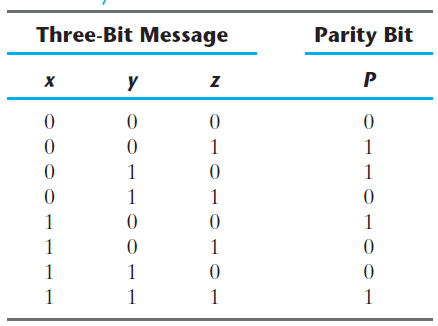 Three-Bit Message Parity Bit
x y z P
0 0 0 0
0 0 1 1
0 1 0 1
0 1 1 0
1 0 0 1
1 0 1 0
1 1 0 0
1 1 1 1